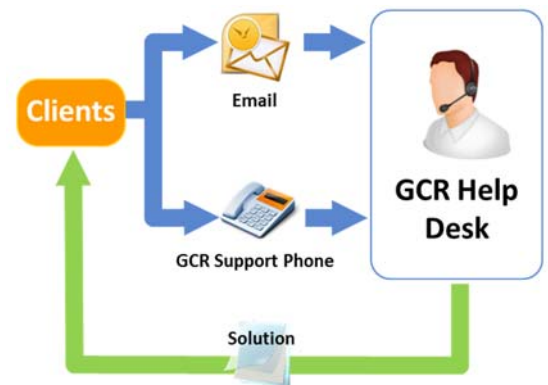 Clients
Email
GCR Support Phone
GCR Help
Desk
Solution